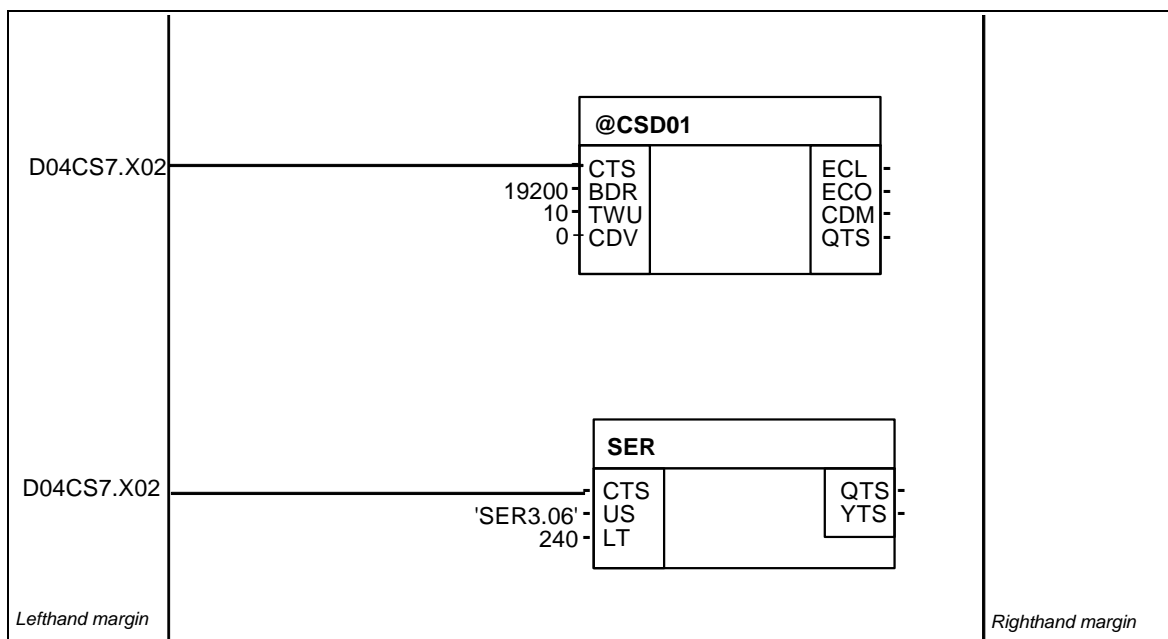 @CSD01
D04CS7.X02 CTS ECL
19200 BDR ECO
10 TWU CDM
0 CDV QTS
SER
D04CS7.X02 CTS QTS
'SER3.06' US YTS
240 LT
Lefthand margin Righthand margin